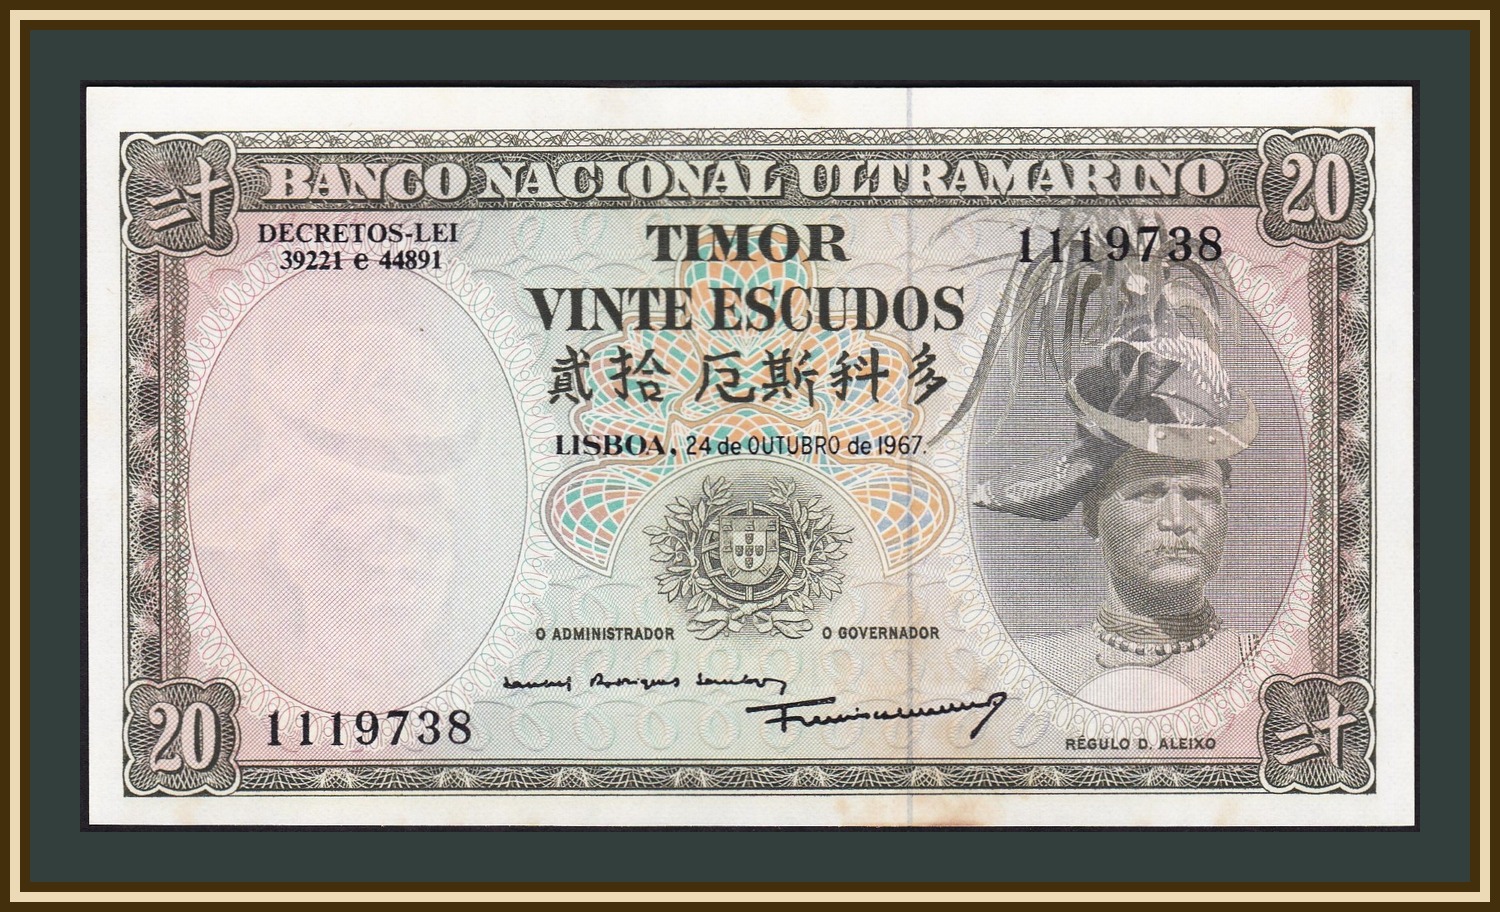 二十
BANCO NACIONAL ULTRAMARINO
20
DECRETOS-LEI
39221 e 44891
TIMOR
1119738
VINTE ESCUDOS
貳拾厄斯科多
LISBOA, 24 de OUTUBRO de 1967.
O ADMINISTRADOR
O GOVERNADOR
20
1119738
RÉGULO D. ALEIXO
二十